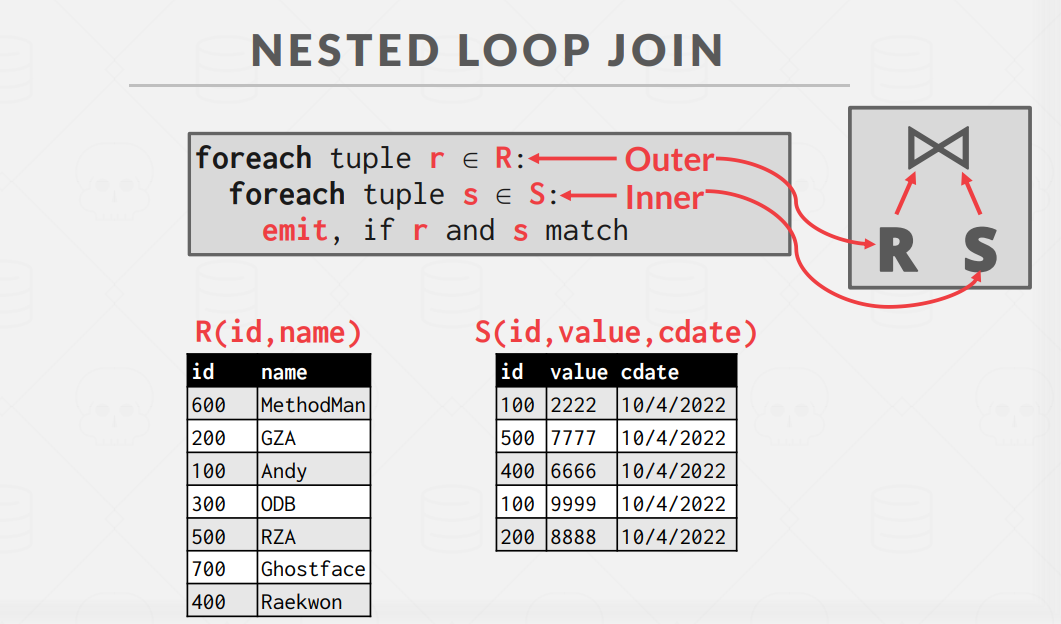 NESTED LOOP JOIN
foreach tuple r ∈ R: Outer
foreach tuple s ∈ S: Inner
emit, if r and s match
⋈
R S
R(id,name)
id name
600 MethodMan
200 GZA
100 Andy
300 ODB
500 RZA
700 Ghostface
400 Raekwon
S(id,value,cdate)
id value cdate
100 2222 10/4/2022
500 7777 10/4/2022
400 6666 10/4/2022
100 9999 10/4/2022
200 8888 10/4/2022